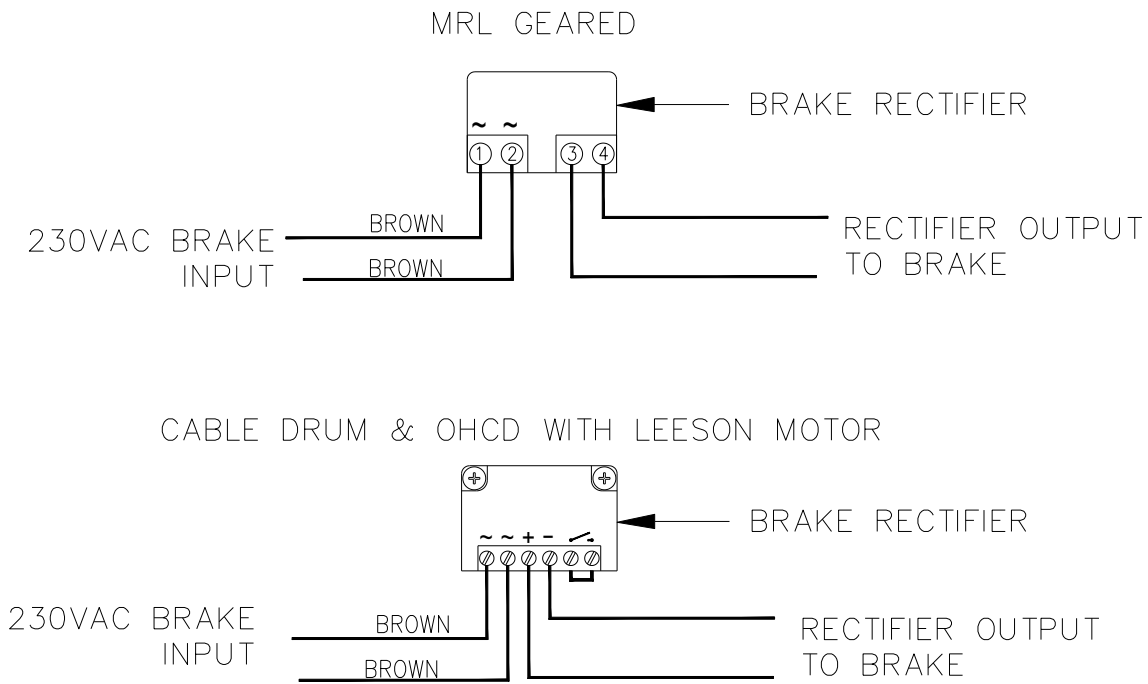 MRL GEARED
BRAKE RECTIFIER
~ ~
1 2 3 4
BROWN
230VAC BRAKE
INPUT
BROWN
RECTIFIER OUTPUT
TO BRAKE
CABLE DRUM & OHCD WITH LEESON MOTOR
BRAKE RECTIFIER
~ ~ + -
230VAC BRAKE
INPUT
BROWN
BROWN
RECTIFIER OUTPUT
TO BRAKE